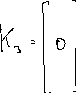 K₃ = [0]